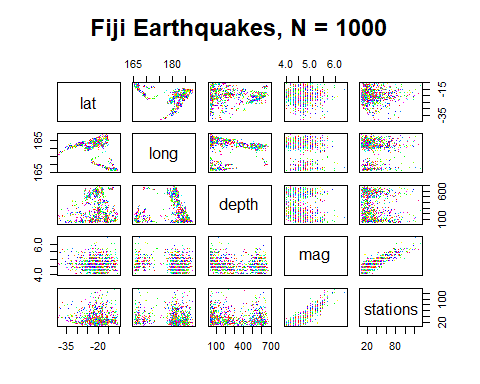 Fiji Earthquakes, N = 1000
165 180 4.0 5.0 6.0
lat
-35 -15
165 185
long
depth
100 600
4.0 6.0
mag
stations
20 100
-35 -20 100 400 700 20 80